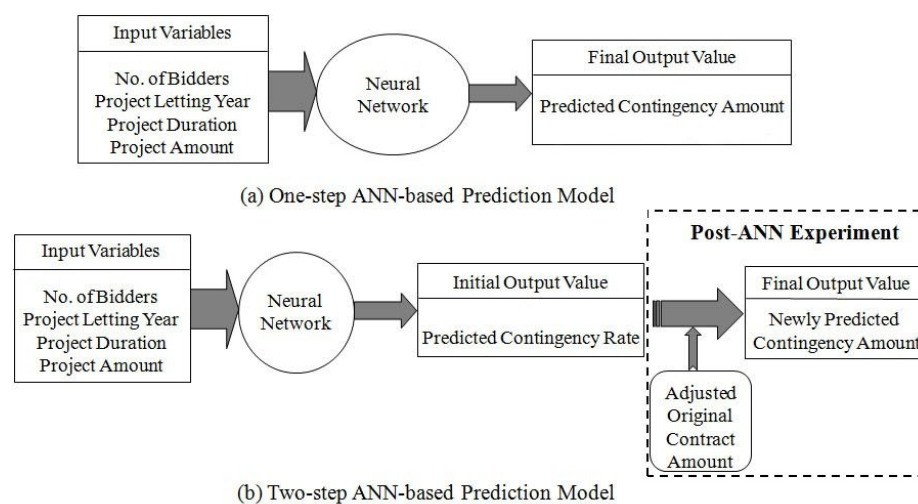 Input Variables
No. of Bidders
Project Letting Year
Project Duration
Project Amount
Neural
Network
Final Output Value
Predicted Contingency Amount
(a) One-step ANN-based Prediction Model
Input Variables
No. of Bidders
Project Letting Year
Project Duration
Project Amount
Neural
Network
Initial Output Value
Predicted Contingency Rate
Post-ANN Experiment
Final Output Value
Newly Predicted
Contingency Amount
Adjusted
Original
Contract
Amount
(b) Two-step ANN-based Prediction Model